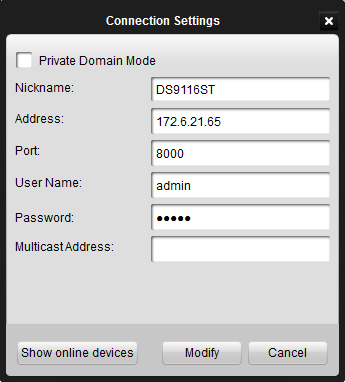 Connection Settings
Private Domain Mode
Nickname: DS9116ST
Address: 172.6.21.65
Port: 8000
User Name: admin
Password: ●●●●●
Multicast Address:
Show online devices Modify Cancel